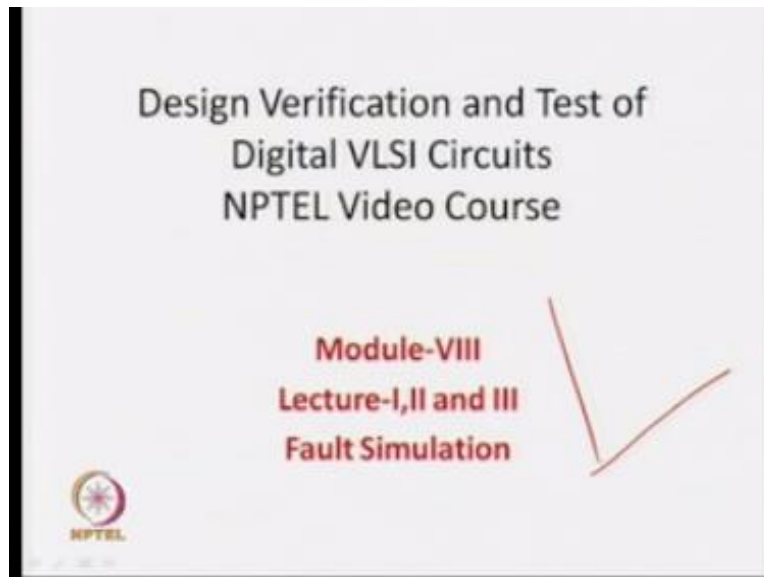 Design Verification and Test of
Digital VLSI Circuits
NPTEL Video Course
Module-VIII
Lecture-I,II and III
Fault Simulation
NPTEL